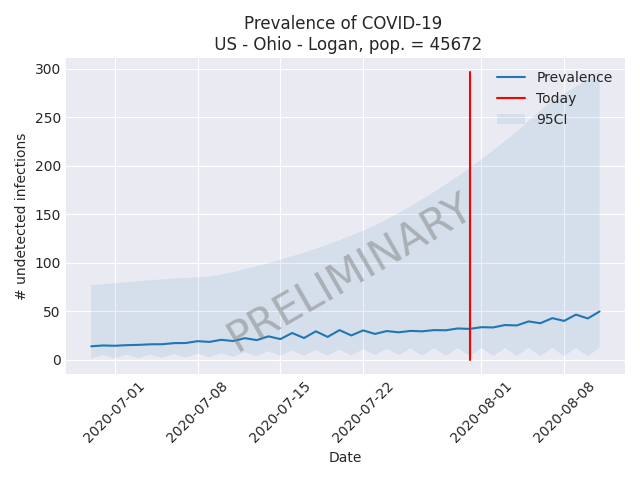 Prevalence of COVID-19
US - Ohio - Logan, pop. = 45672
# undetected infections
300
250
200
150
100
50
0
Prevalence
Today
95CI
PRELIMINARY
2020-07-01
2020-07-08
2020-07-15
2020-07-22
2020-08-01
2020-08-08
Date